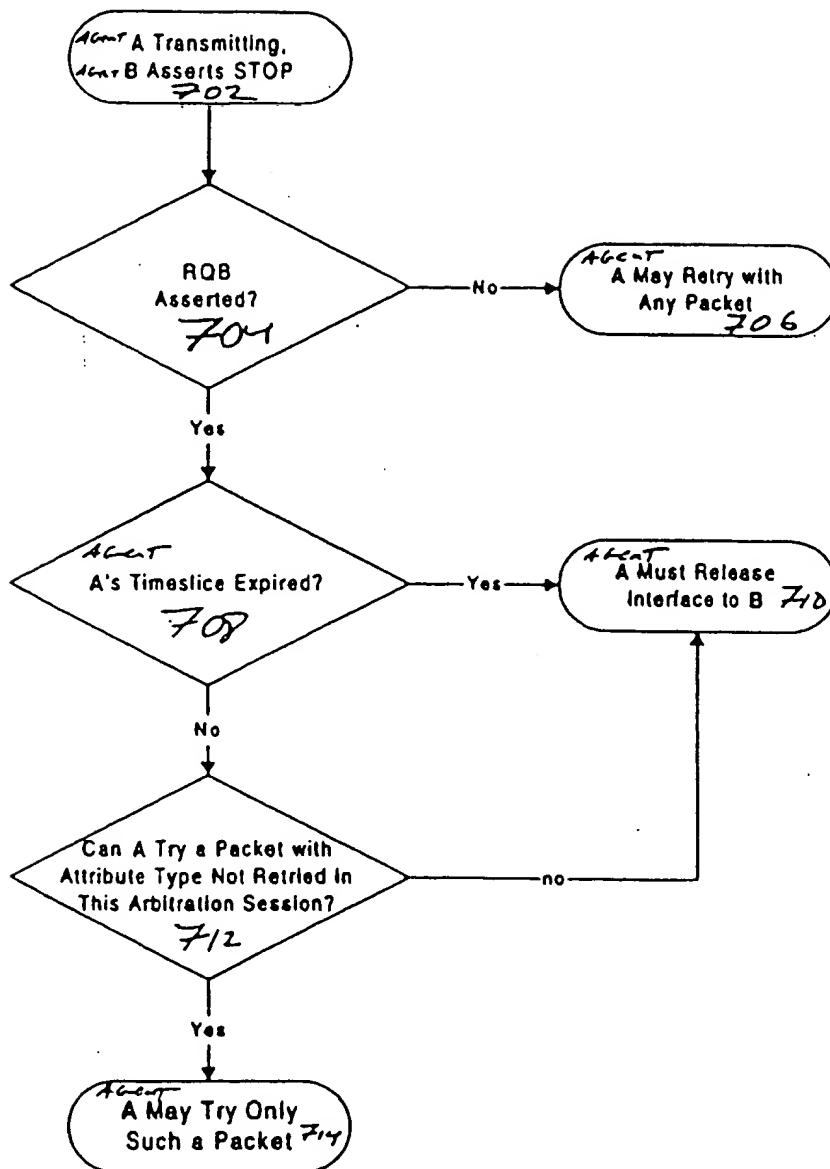 AGENT A Transmitting,
AGENT B Asserts STOP
702
RQB
Asserted?
704
No
AGENT
A May Retry with
Any Packet
706
Yes
AGENT
A's Timeslice Expired?
708
Yes
AGENT
A Must Release
Interface to B 710
No
Can A Try a Packet with
Attribute Type Not Retried In
This Arbitration Session?
712
no
Yes
AGENT
A May Try Only
Such a Packet 714